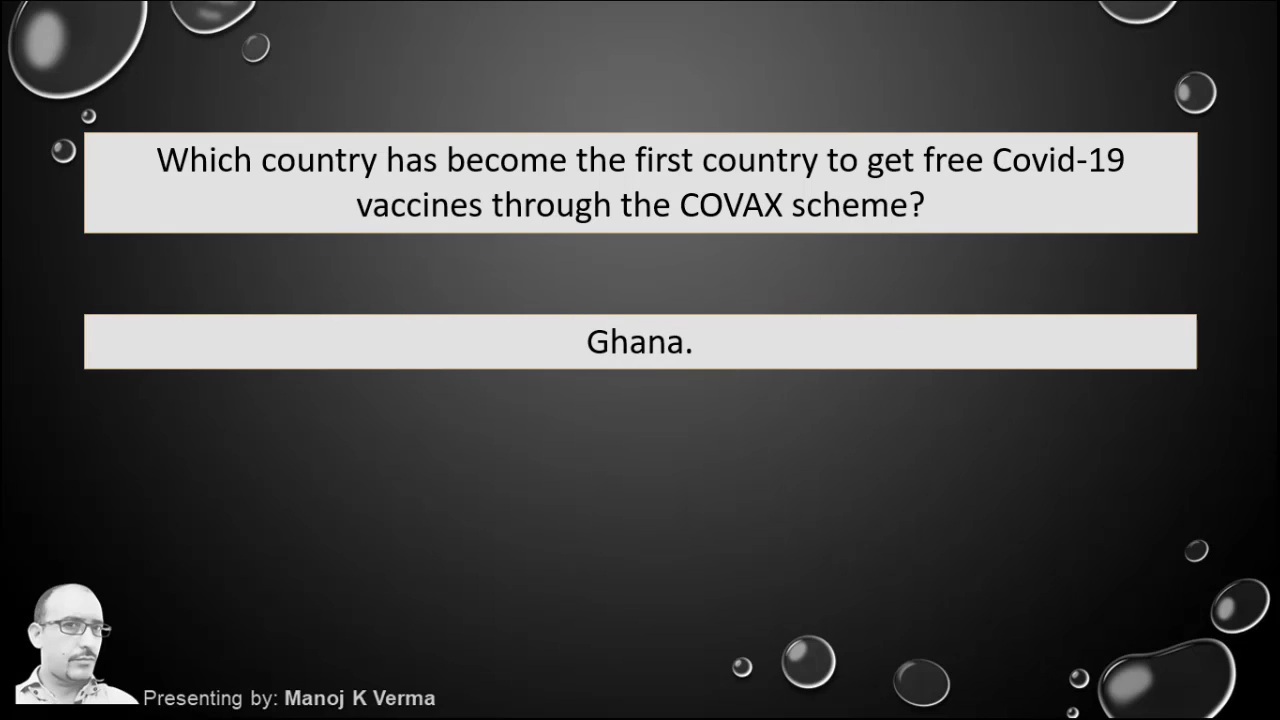 Which country has become the first country to get free Covid-19
vaccines through the COVAX scheme?
Ghana.
Presenting by: Manoj K Verma